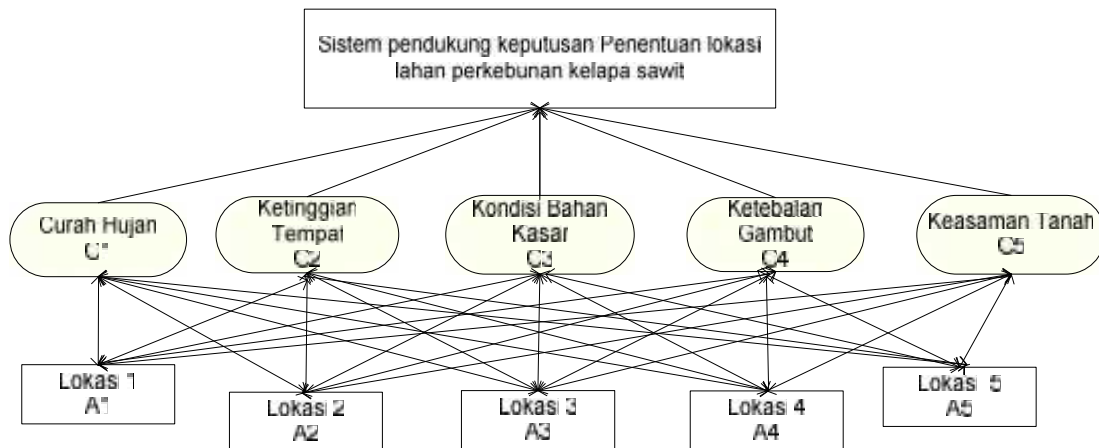 Sistem pendukung keputusan Penentuan lokasi
lahan perkebunan kelapa sawit
Curah Hujan
C1
Ketinggian
Tempat
C2
Kondisi Bahan
Kasar
C3
Ketebalan
Gambut
C4
Keasaman Tanah
C5
Lokasi 1
A1
Lokasi 2
A2
Lokasi 3
A3
Lokasi 4
A4
Lokasi 5
A5